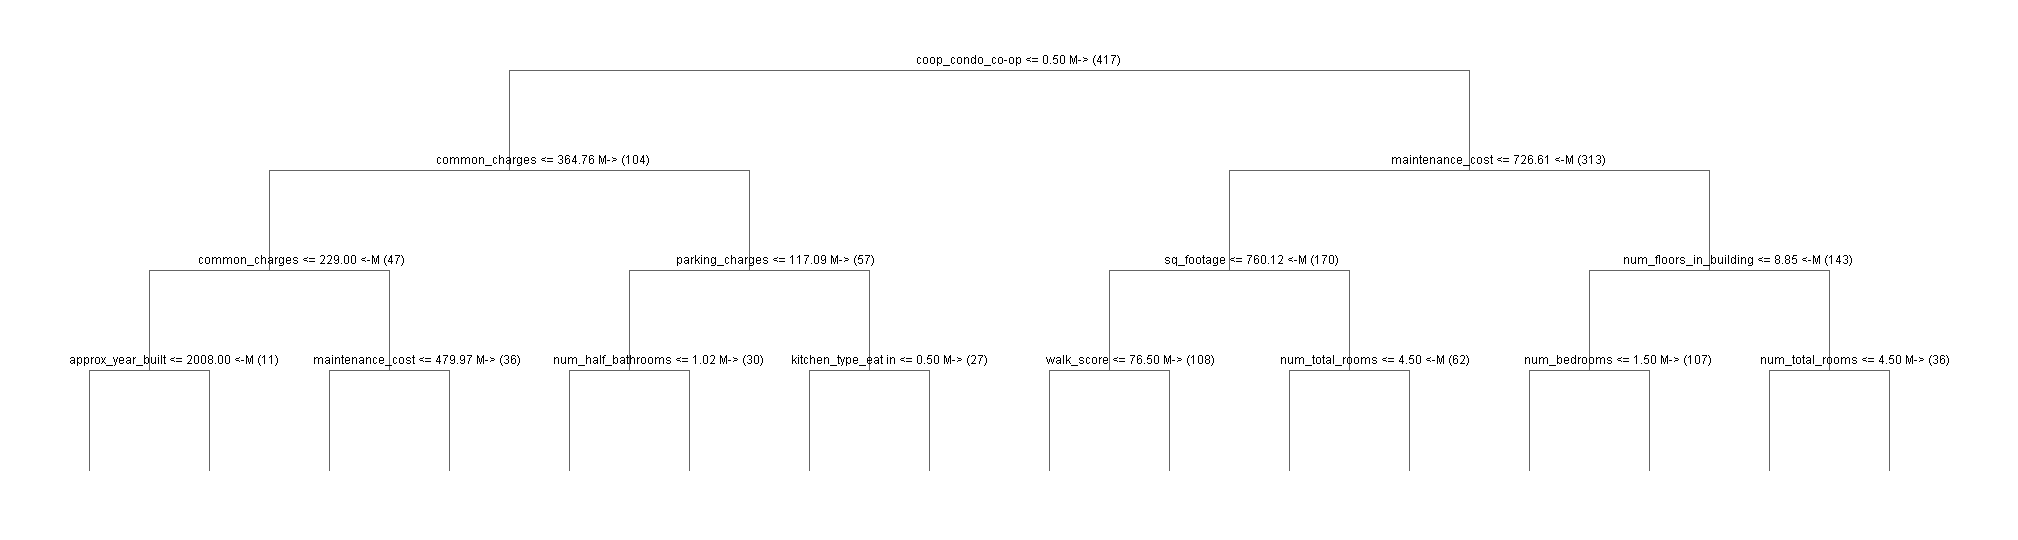 coop_condo_co-op <= 0.50 M-> (417)
common_charges <= 364.76 M-> (104)
maintenance_cost <= 726.61 <-M (313)
common_charges <= 229.00 <-M (47)
parking_charges <= 117.09 M-> (57)
sq_footage <= 760.12 <-M (170)
num_floors_in_building <= 8.85 <-M (143)
approx_year_built <= 2008.00 <-M (11)
maintenance_cost <= 479.97 M-> (36)
num_half_bathrooms <= 1.02 M-> (30)
kitchen_type_eat in <= 0.50 M-> (27)
walk_score <= 76.50 M-> (108)
num_total_rooms <= 4.50 <-M (62)
num_bedrooms <= 1.50 M-> (107)
num_total_rooms <= 4.50 M-> (36)